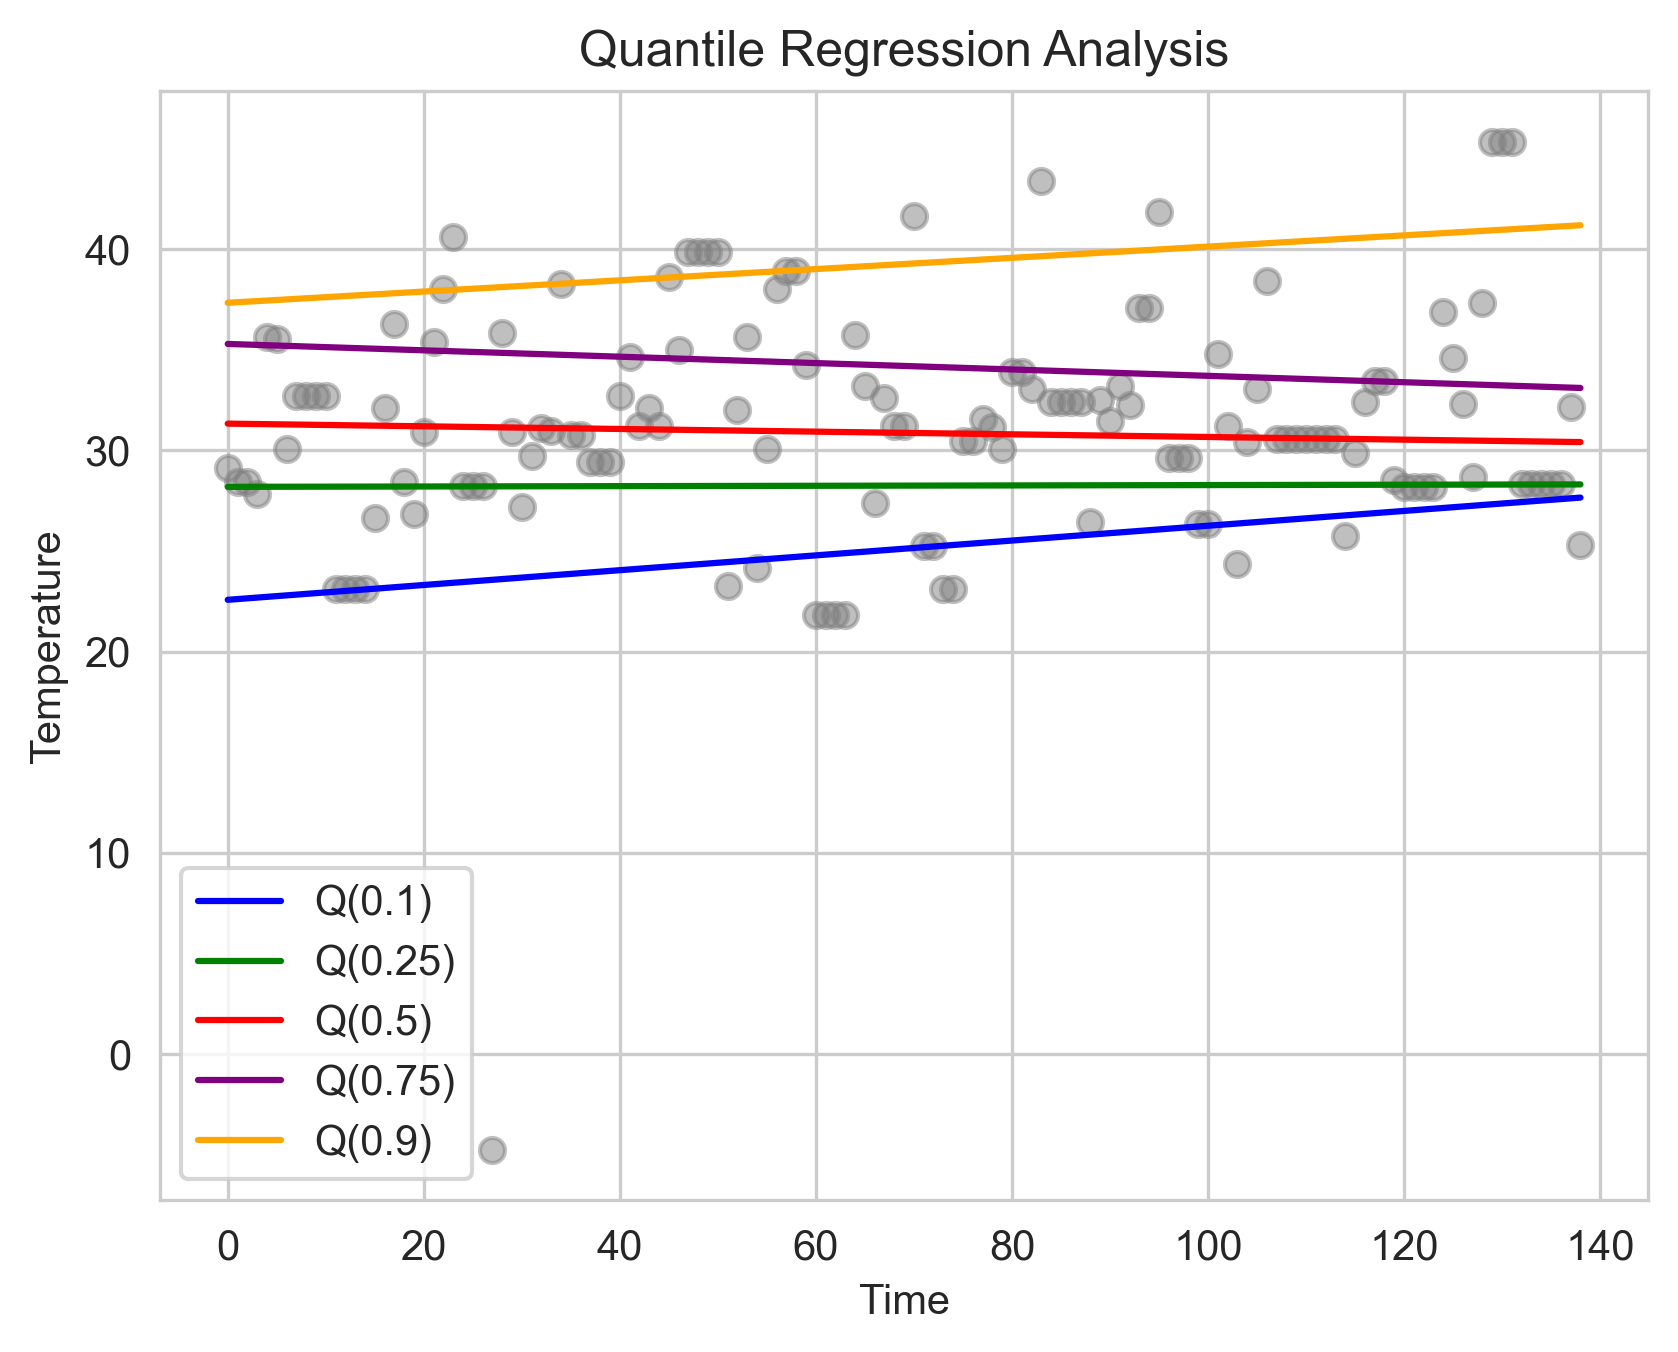 Quantile Regression Analysis
Temperature
40
30
20
10
0
Q(0.1)
Q(0.25)
Q(0.5)
Q(0.75)
Q(0.9)
0 20 40 60 80 100 120 140
Time